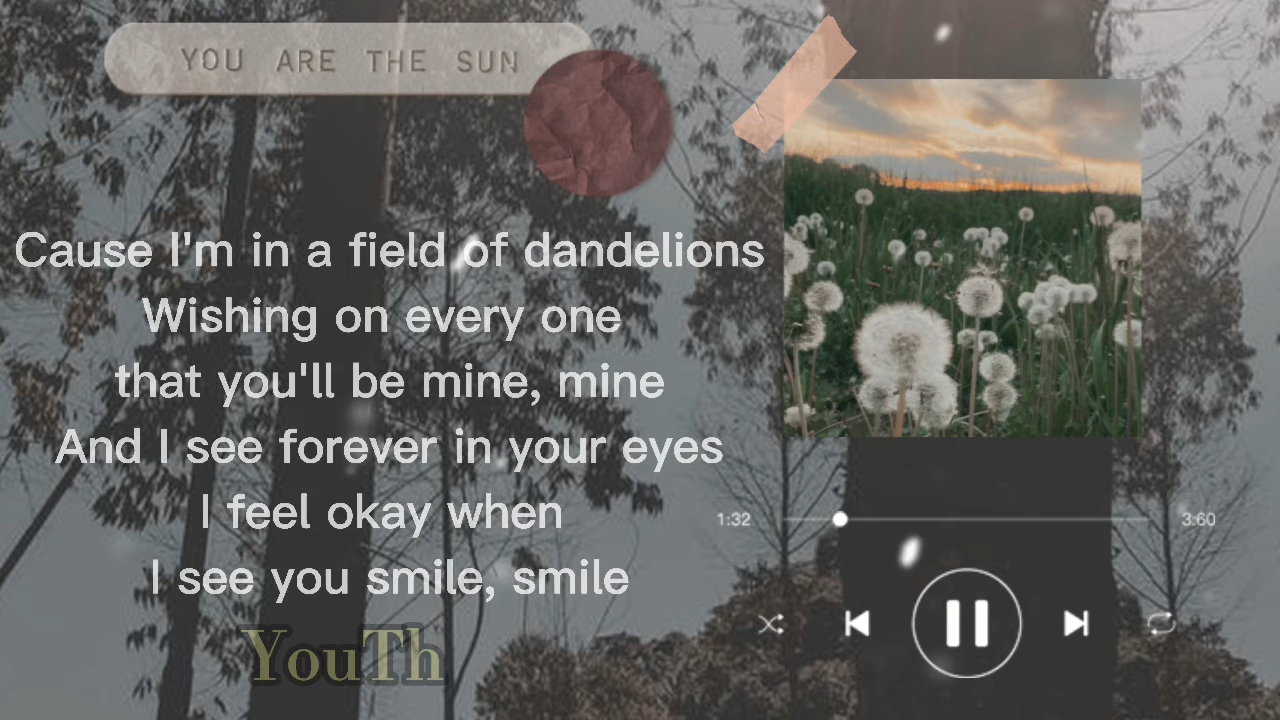 YOU ARE THE SUN
Cause I'm in a field of dandelions
Wishing on every one
that you'll be mine, mine
And I see forever in your eyes
I feel okay when
I see you smile, smile
YouTh
1:32
3:60